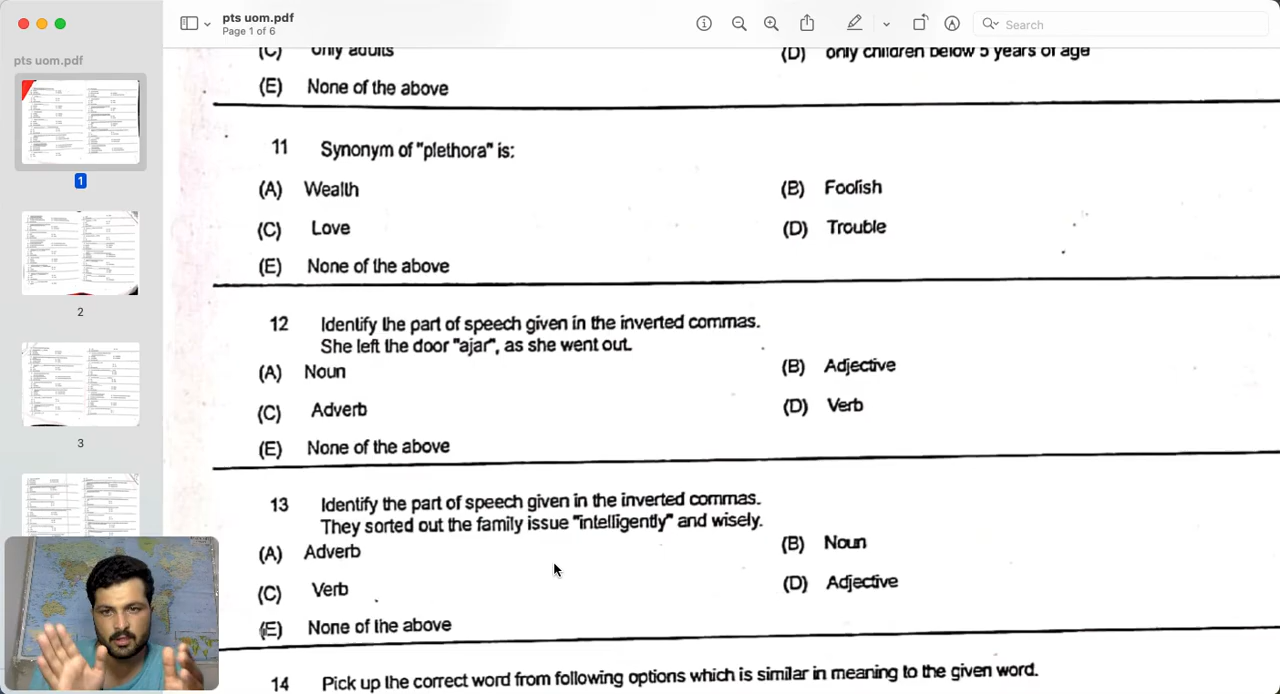 pts uom.pdf
Page 1 of 6
Search
pts uom.pdf
1
2
3
(C) only adults (D) only children below 5 years of age
(E) None of the above
11 Synonym of "plethora" is:
(A) Wealth (B) Foolish
(C) Love (D) Trouble
(E) None of the above
12 Identify the part of speech given in the inverted commas.
She left the door "ajar", as she went out.
(A) Noun (B) Adjective
(C) Adverb (D) Verb
(E) None of the above
13 Identify the part of speech given in the inverted commas.
They sorted out the family issue "intelligently" and wisely.
(A) Adverb (B) Noun
(C) Verb (D) Adjective
(E) None of the above
14 Pick up the correct word from following options which is similar in meaning to the given word.